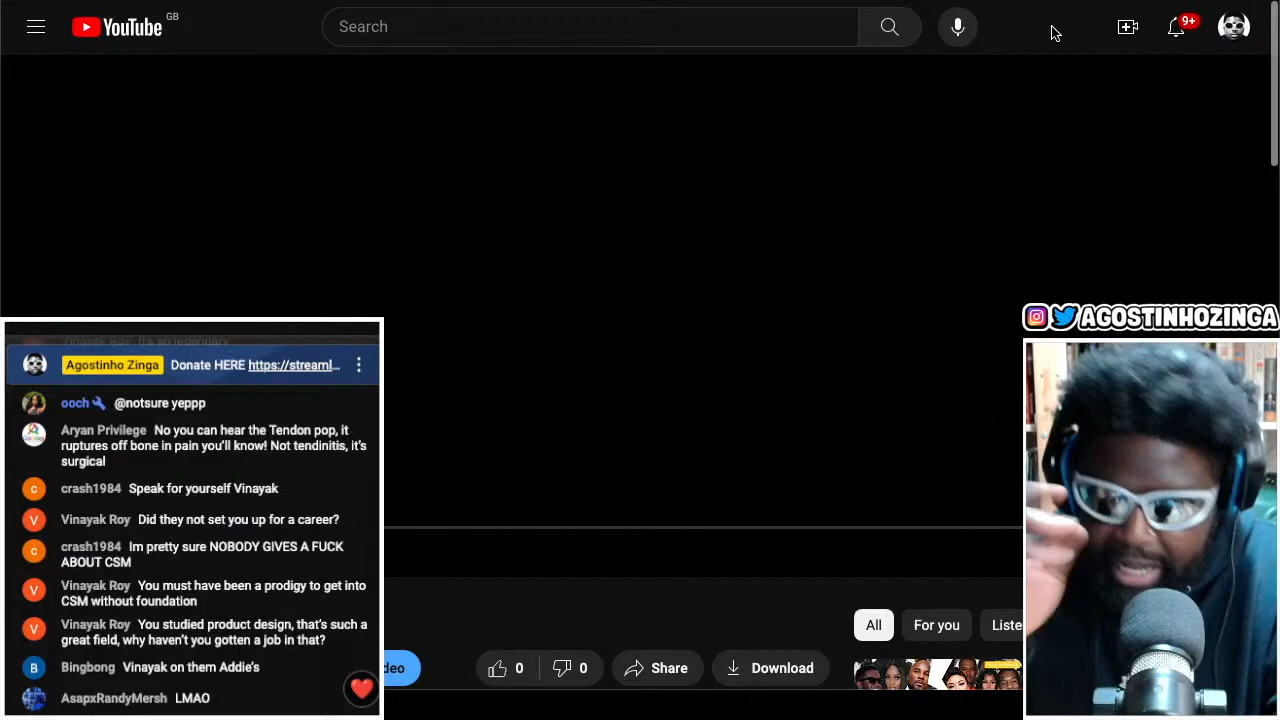 YouTube GB
Search
9+
Agostinho Zinga Donate HERE https://streaml...
ooch @notsure yeppp
Aryan Privilege No you can hear the Tendon pop, it
ruptures off bone in pain you'll know! Not tendinitis, it's
surgical
crash1984 Speak for yourself Vinayak
Vinayak Roy Did they not set you up for a career?
crash1984 Im pretty sure NOBODY GIVES A FUCK
ABOUT CSM
Vinayak Roy You must have been a prodigy to get into
CSM without foundation
Vinayak Roy You studied product design, that's such a
great field, why haven't you gotten a job in that?
Bingbong Vinayak on them Addie's
AsapxRandyMersh LMAO
AGOSTINHOZINGA
All For you Liste
deo 0 0 Share Download